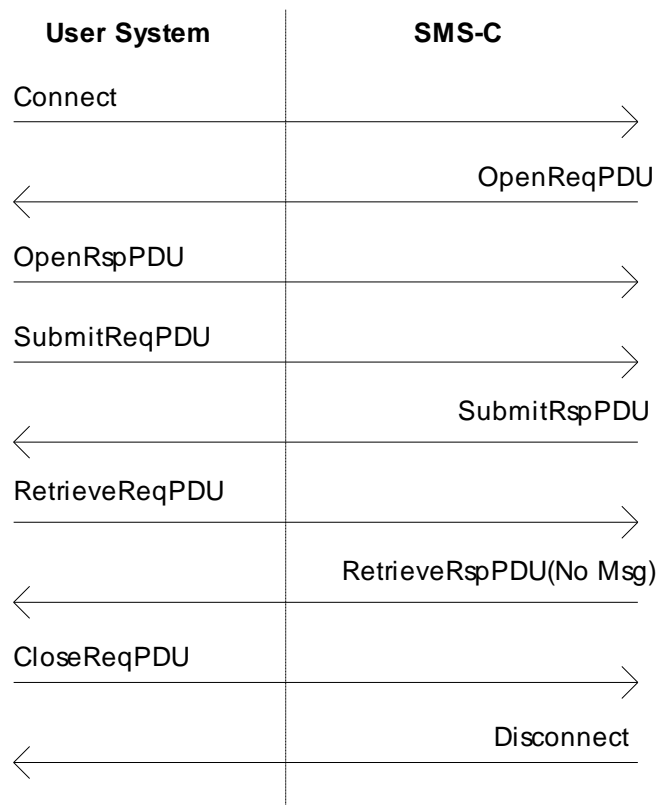 User System
SMS-C
Connect
OpenReqPDU
OpenRspPDU
SubmitReqPDU
SubmitRspPDU
RetrieveReqPDU
RetrieveRspPDU(No Msg)
CloseReqPDU
Disconnect